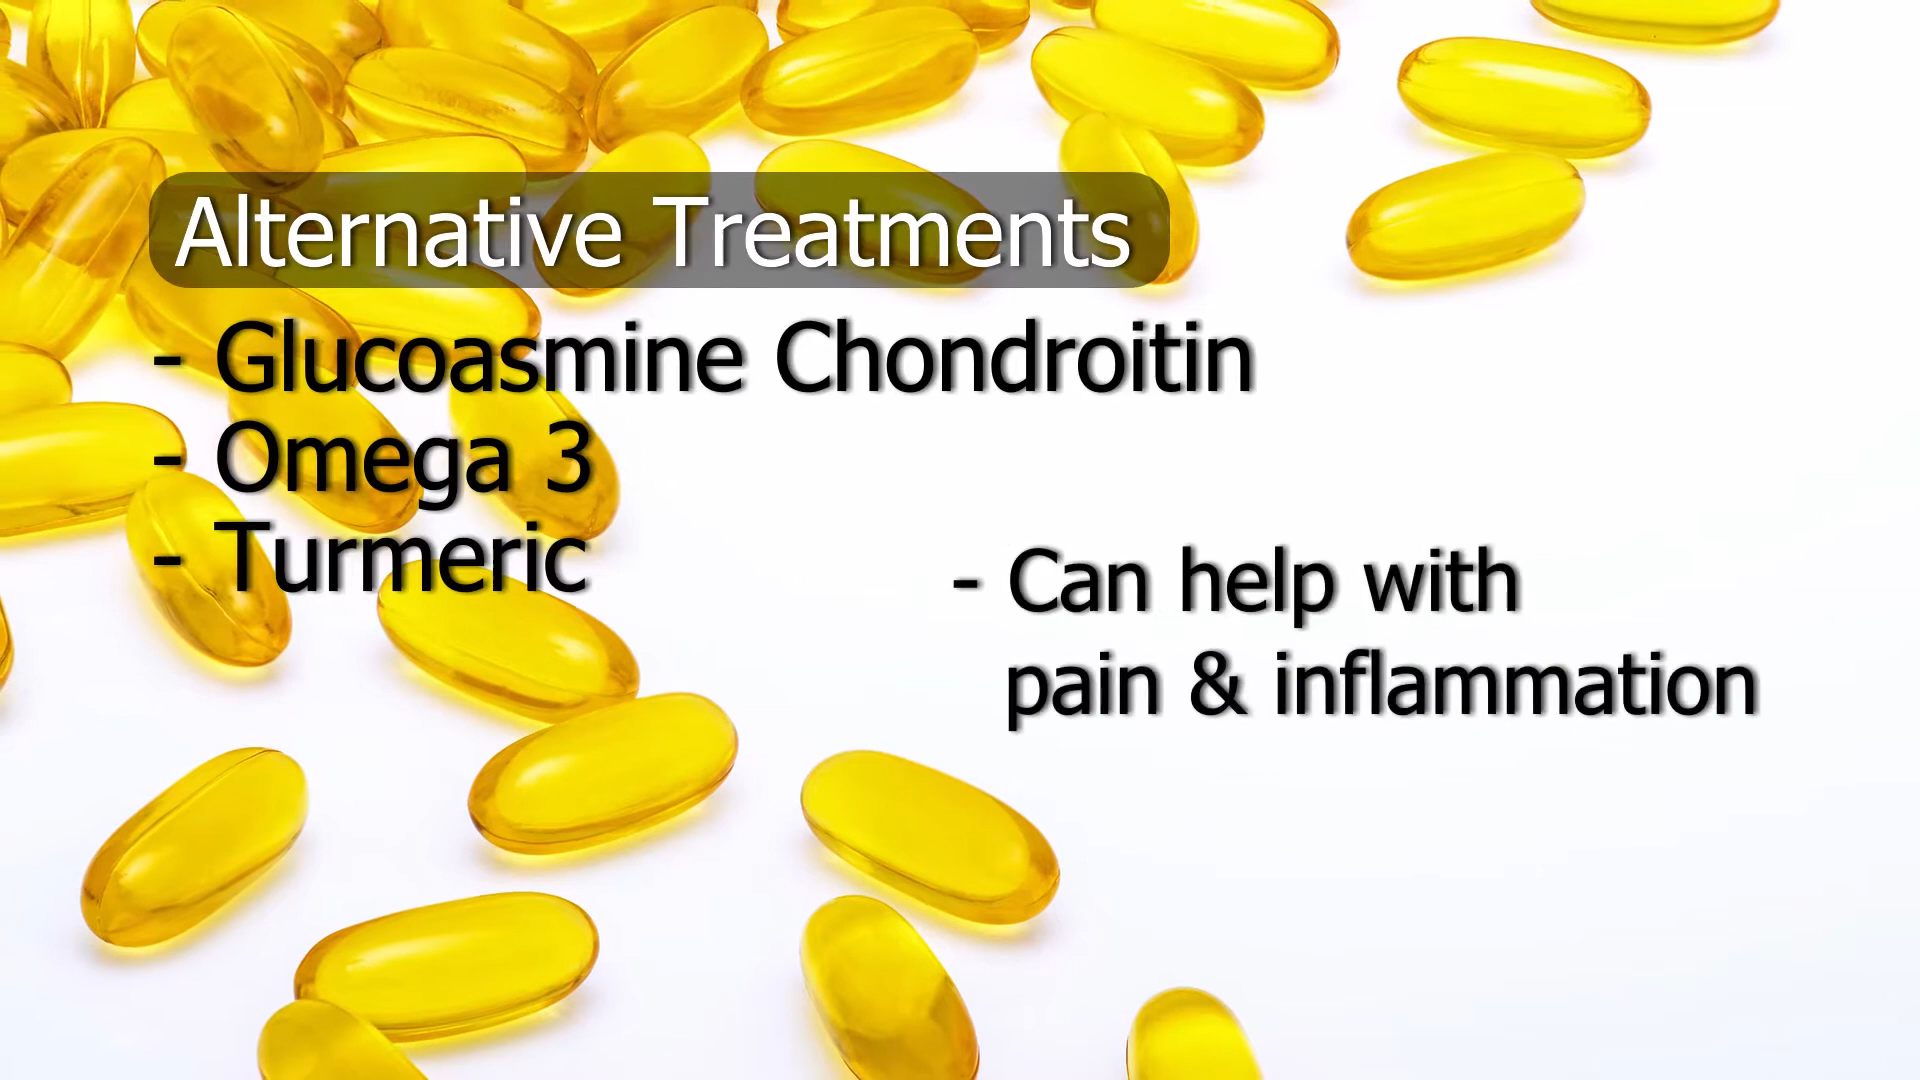 Alternative Treatments
- Glucoasmine Chondroitin
- Omega 3
- Turmeric
- Can help with
pain & inflammation